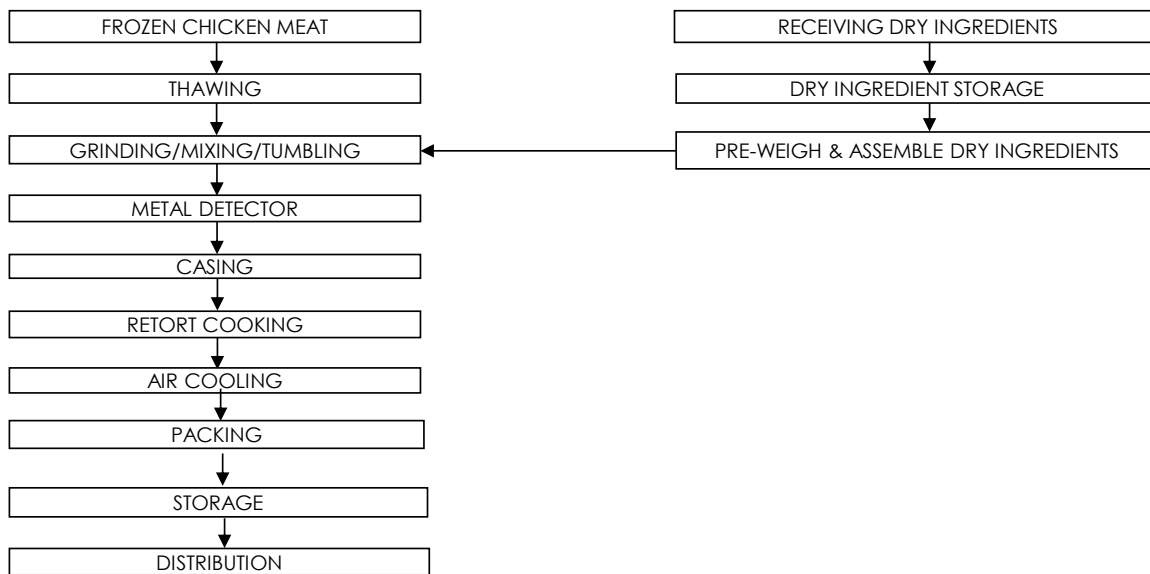 FROZEN CHICKEN MEAT
THAWING
GRINDING/MIXING/TUMBLING
METAL DETECTOR
CASING
RETORT COOKING
AIR COOLING
PACKING
STORAGE
DISTRIBUTION
RECEIVING DRY INGREDIENTS
DRY INGREDIENT STORAGE
PRE-WEIGH & ASSEMBLE DRY INGREDIENTS